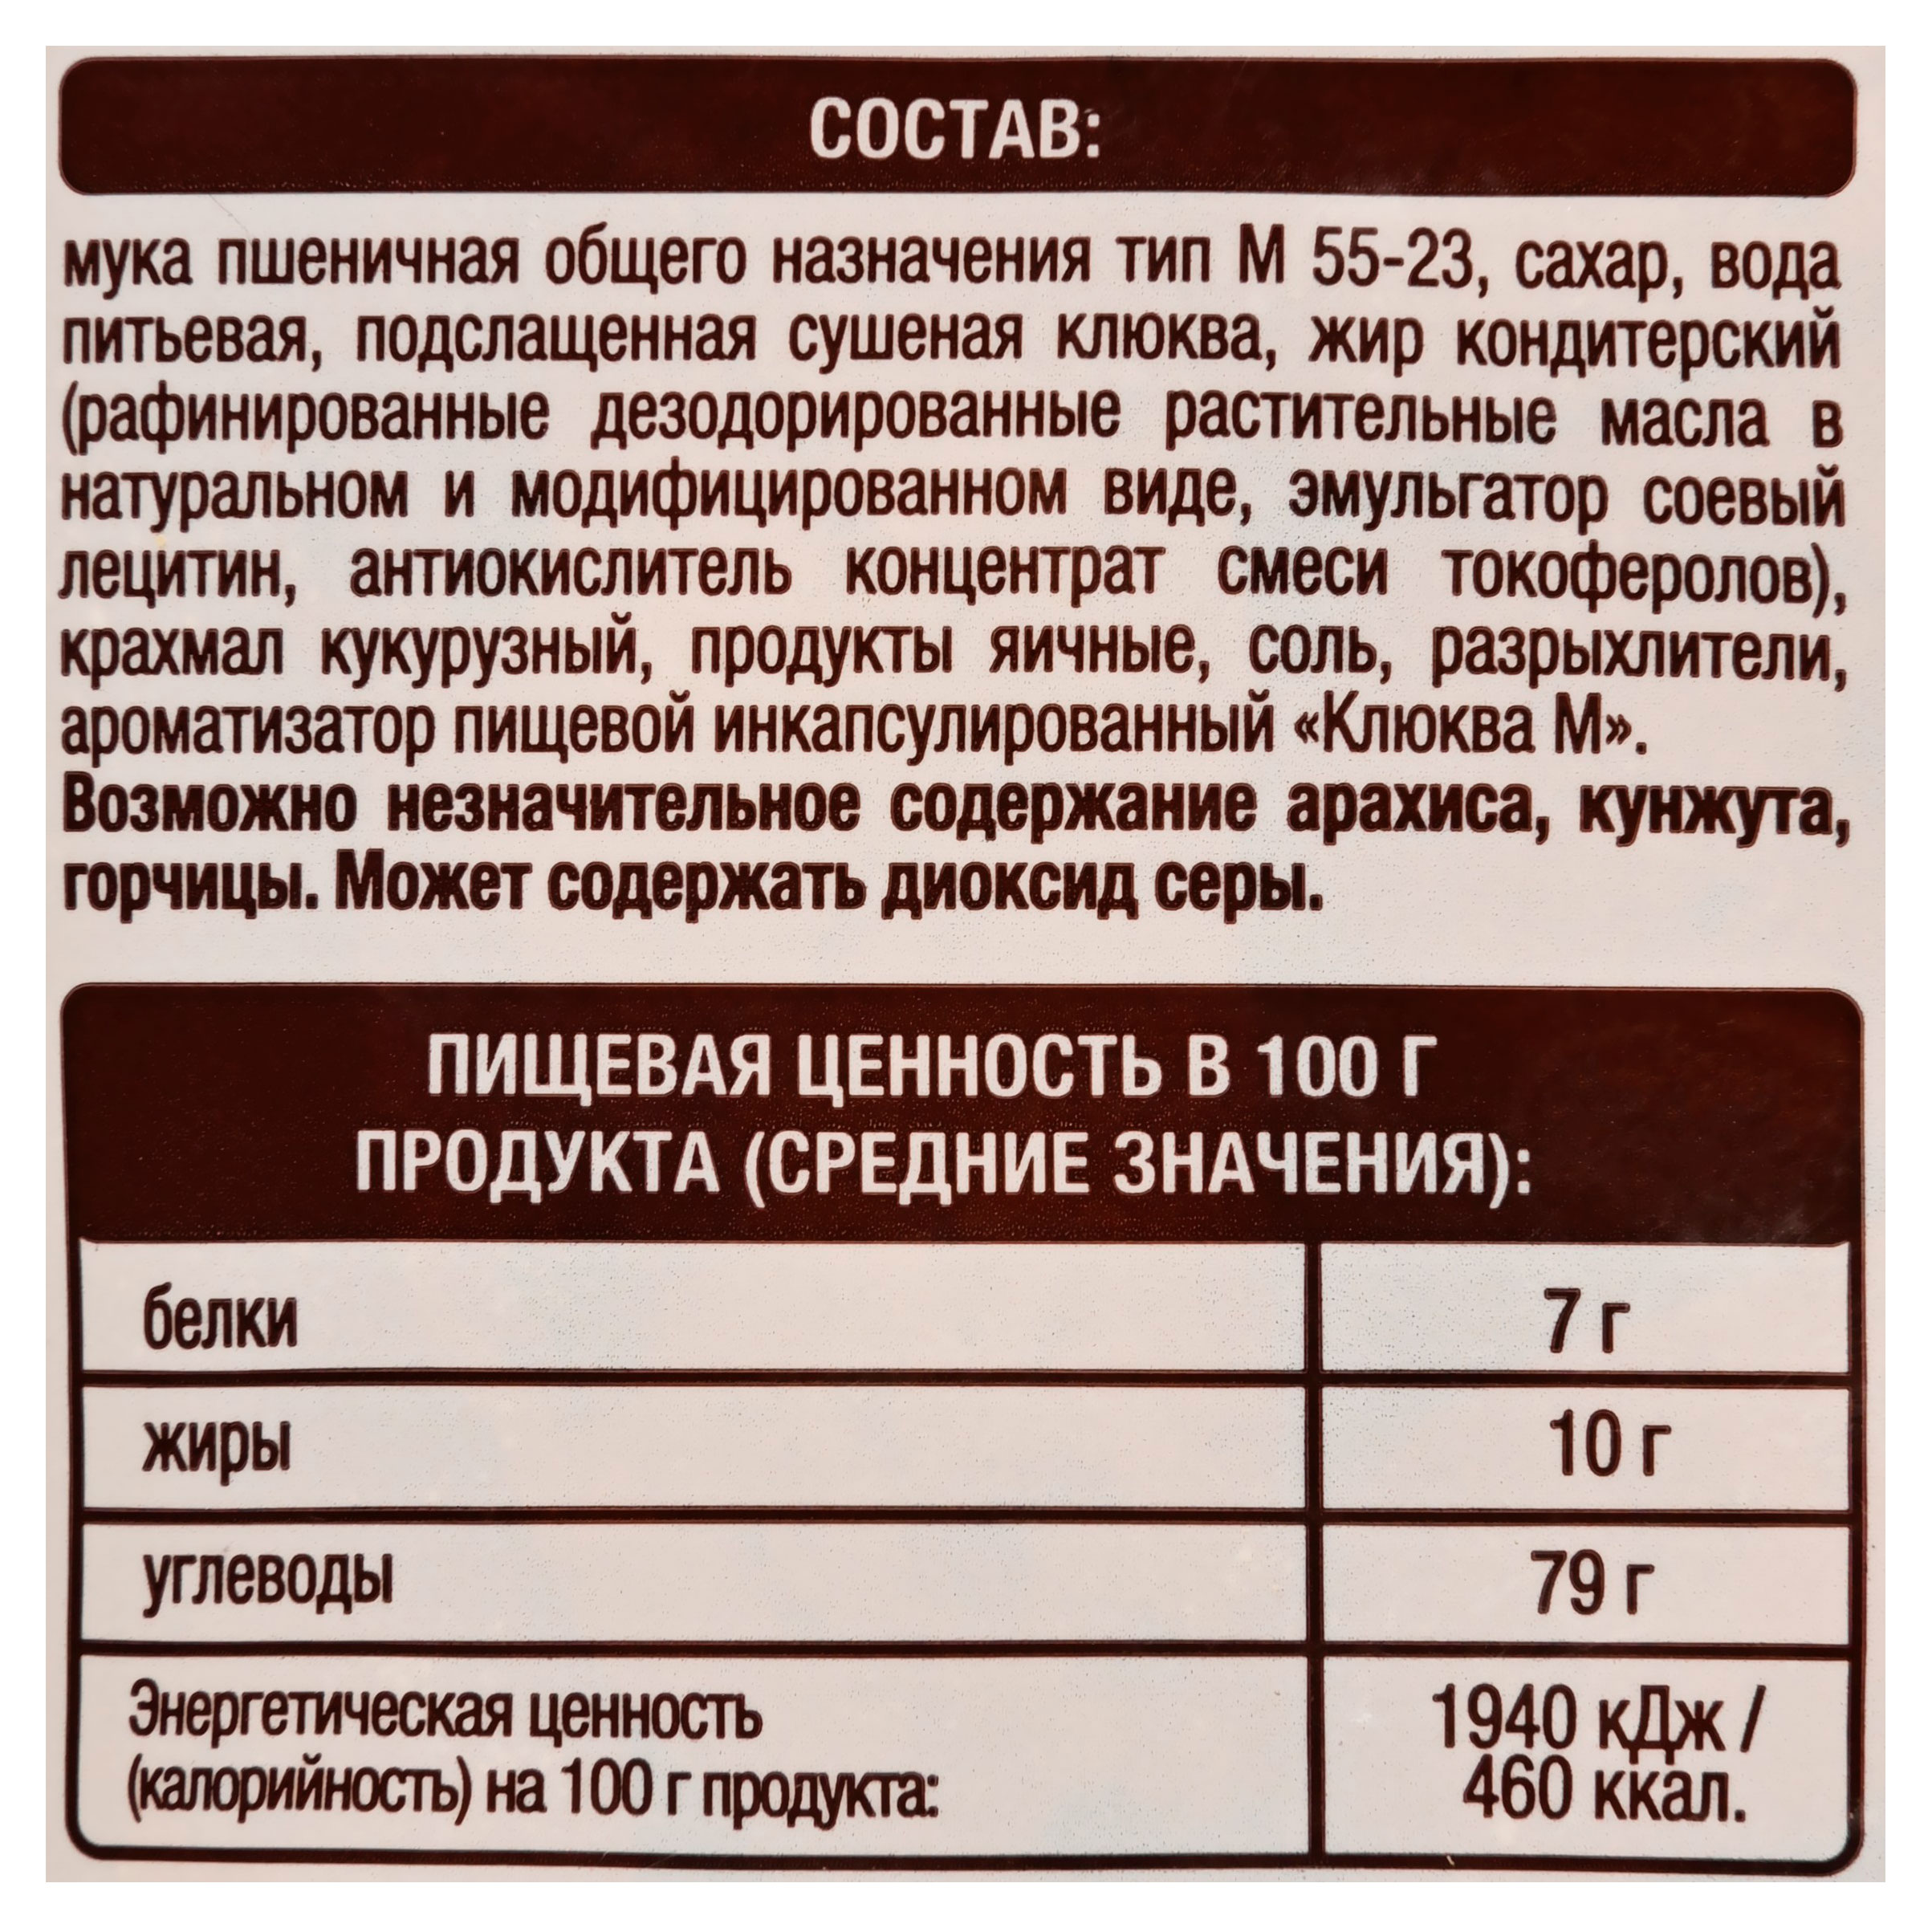 СОСТАВ:
мука пшеничная общего назначения тип М 55-23, сахар, вода
питьевая, подслащенная сушеная клюква, жир кондитерский
(рафинированные дезодорированные растительные масла в
натуральном и модифицированном виде, эмульгатор соевый
лецитин, антиокислитель концентрат смеси токоферолов),
крахмал кукурузный, продукты яичные, соль, разрыхлители,
ароматизатор пищевой инкапсулированный «Клюква М».
Возможно незначительное содержание арахиса, кунжута,
горчицы. Может содержать диоксид серы.
ПИЩЕВАЯ ЦЕННОСТЬ В 100 Г
ПРОДУКТА (СРЕДНИЕ ЗНАЧЕНИЯ):
белки 7 г
жиры 10 г
углеводы 79 г
Энергетическая ценность 1940 кДж /
(калорийность) на 100 г продукта: 460 ккал.